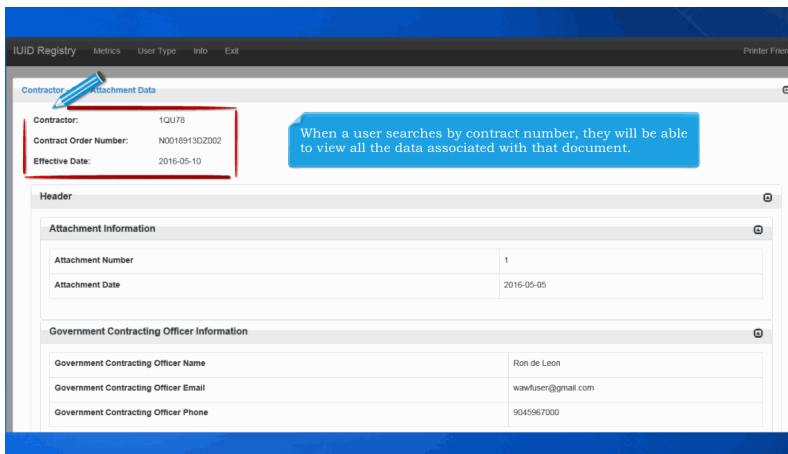 IUID Registry Metrics User Type Info Exit Printer Frien
Contractor Attachment Data
Contractor: 1QU78
Contract Order Number: N0018913DZ002
Effective Date: 2016-05-10
When a user searches by contract number, they will be able
to view all the data associated with that document.
Header
Attachment Information
Attachment Number 1
Attachment Date 2016-05-05
Government Contracting Officer Information
Government Contracting Officer Name Ron de Leon
Government Contracting Officer Email wawfuser@gmail.com
Government Contracting Officer Phone 9045967000